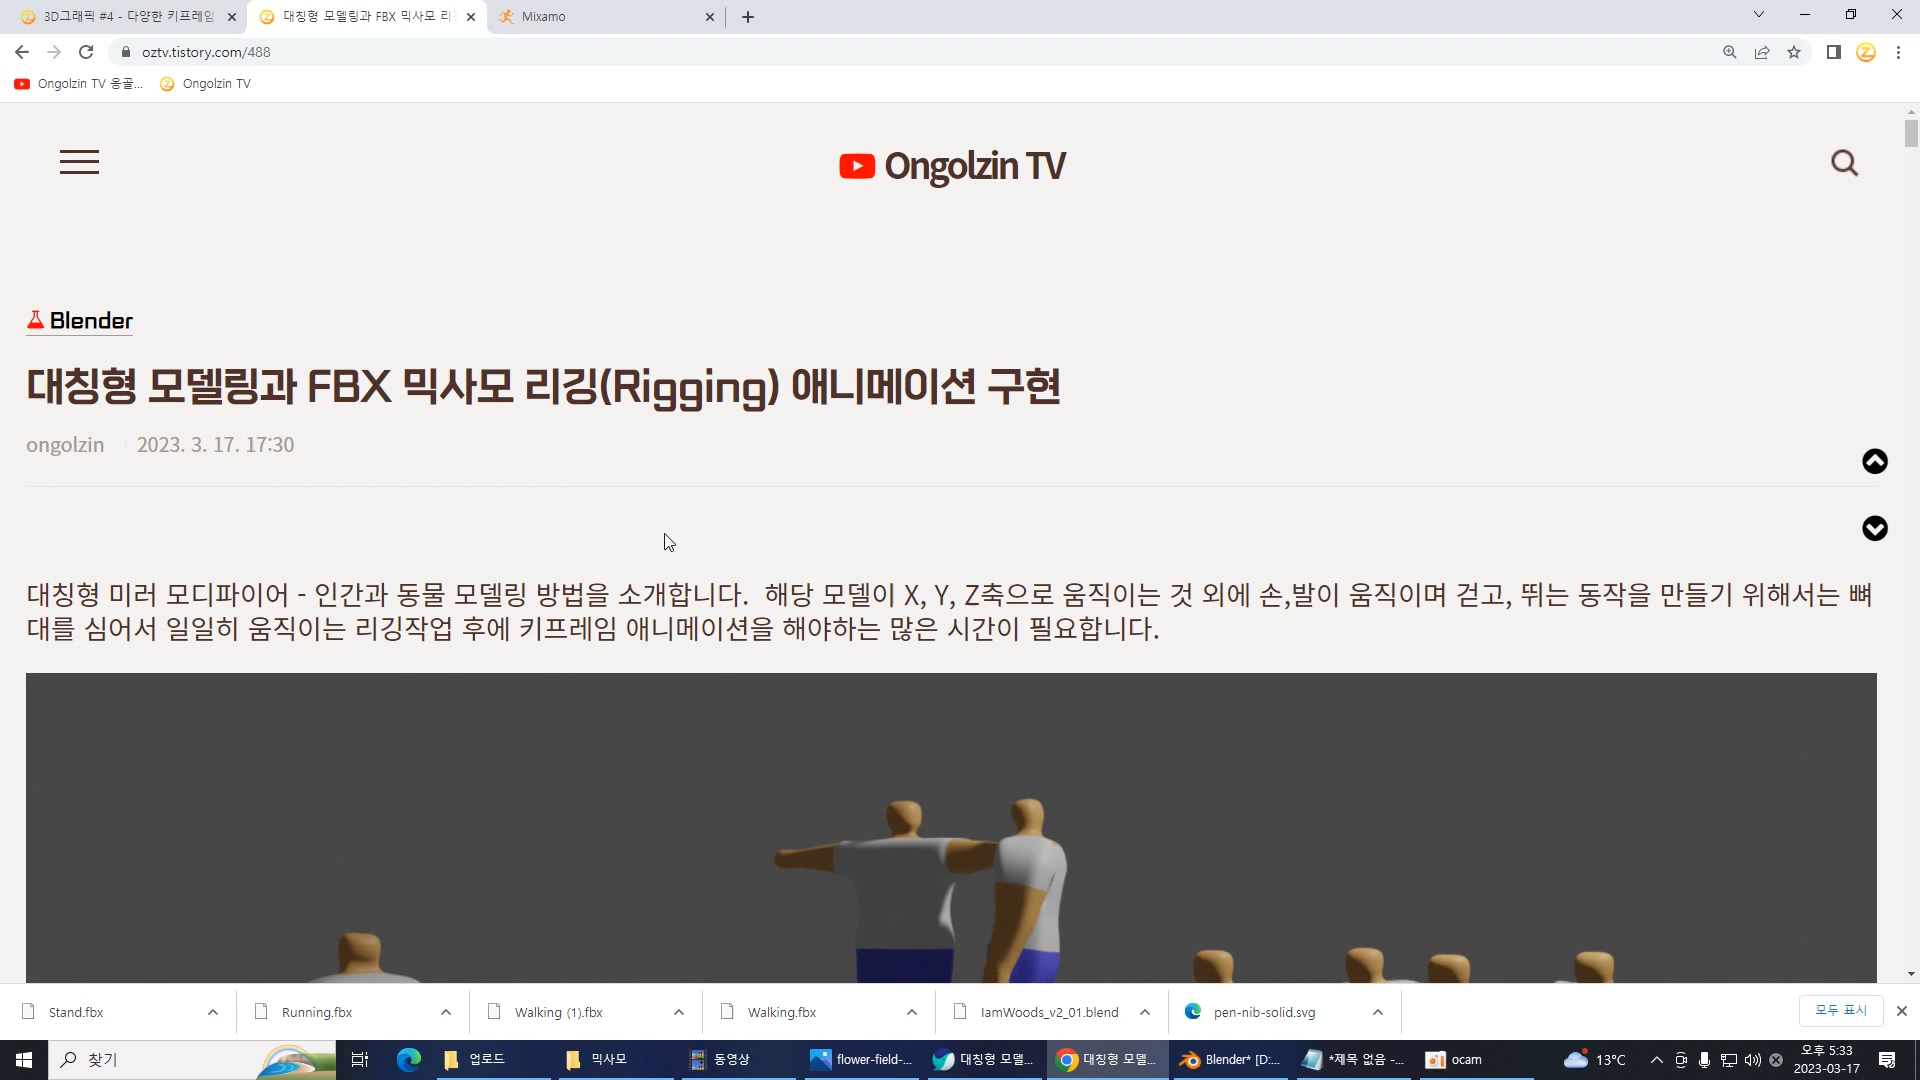 3D그래픽 #4 - 다양한 키프레임
대칭형 모델링과 FBX 믹사모 리깅
Mixamo
oztv.tistory.com/488
Ongolzin TV 옹골...
Ongolzin TV
Ongolzin TV
Blender
대칭형 모델링과 FBX 믹사모 리깅(Rigging) 애니메이션 구현
ongolzin 2023. 3. 17. 17:30
대칭형 미러 모디파이어 - 인간과 동물 모델링 방법을 소개합니다. 해당 모델이 X, Y, Z축으로 움직이는 것 외에 손,발이 움직이며 걷고, 뛰는 동작을 만들기 위해서는 뼈
대를 심어서 일일히 움직이는 리깅작업 후에 키프레임 애니메이션을 해야하는 많은 시간이 필요합니다.
Stand.fbx
Running.fbx
Walking (1).fbx
Walking.fbx
IamWoods_v2_01.blend
pen-nib-solid.svg
모두 표시
찾기
업로드
믹사모
동영상
flower-field-...
대칭형 모델...
대칭형 모델...
Blender* [D:...
*제목 없음 -...
ocam
13°C
오후 5:33
2023-03-17